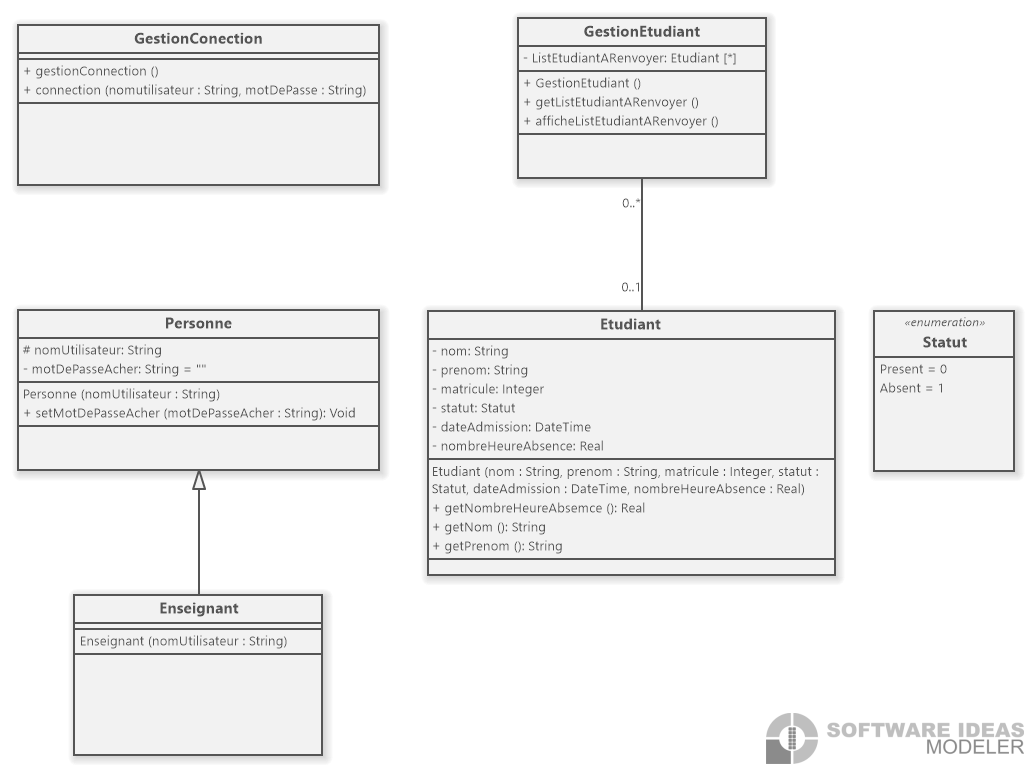 GestionConection
+ gestionConnection ()
+ connection (nomutilisateur : String, motDePasse : String)
GestionEtudiant
- ListEtudiantARenvoyer: Etudiant [*]
+ GestionEtudiant ()
+ getListEtudiantARenvoyer ()
+ afficheListEtudiantARenvoyer ()
0..*
0..1
Personne
# nomUtilisateur: String
- motDePasseAcher: String = ""
Personne (nomUtilisateur : String)
+ setMotDePasseAcher (motDePasseAcher : String): Void
Etudiant
- nom: String
- prenom: String
- matricule: Integer
- statut: Statut
- dateAdmission: DateTime
- nombreHeureAbsence: Real
Etudiant (nom : String, prenom : String, matricule : Integer, statut :
Statut, dateAdmission : DateTime, nombreHeureAbsence : Real)
+ getNombreHeureAbsemce (): Real
+ getNom (): String
+ getPrenom (): String
«enumeration»
Statut
Present = 0
Absent = 1
Enseignant
Enseignant (nomUtilisateur : String)
SOFTWARE IDEAS
MODELER